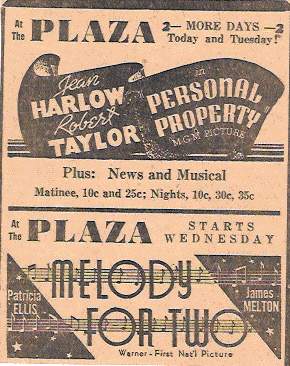 At The PLAZA
2—MORE DAYS—2
Today and Tuesday!
Jean
HARLOW
Robert
TAYLOR
in
PERSONAL
PROPERTY
M-G-M PICTURE
Plus: News and Musical
Matinee, 10c and 25c; Nights, 10c, 30c, 35c
At The PLAZA
STARTS
WEDNESDAY
MELODY
FOR TWO
Patricia
ELLIS
James
MELTON
Warner - First Nat'l Picture